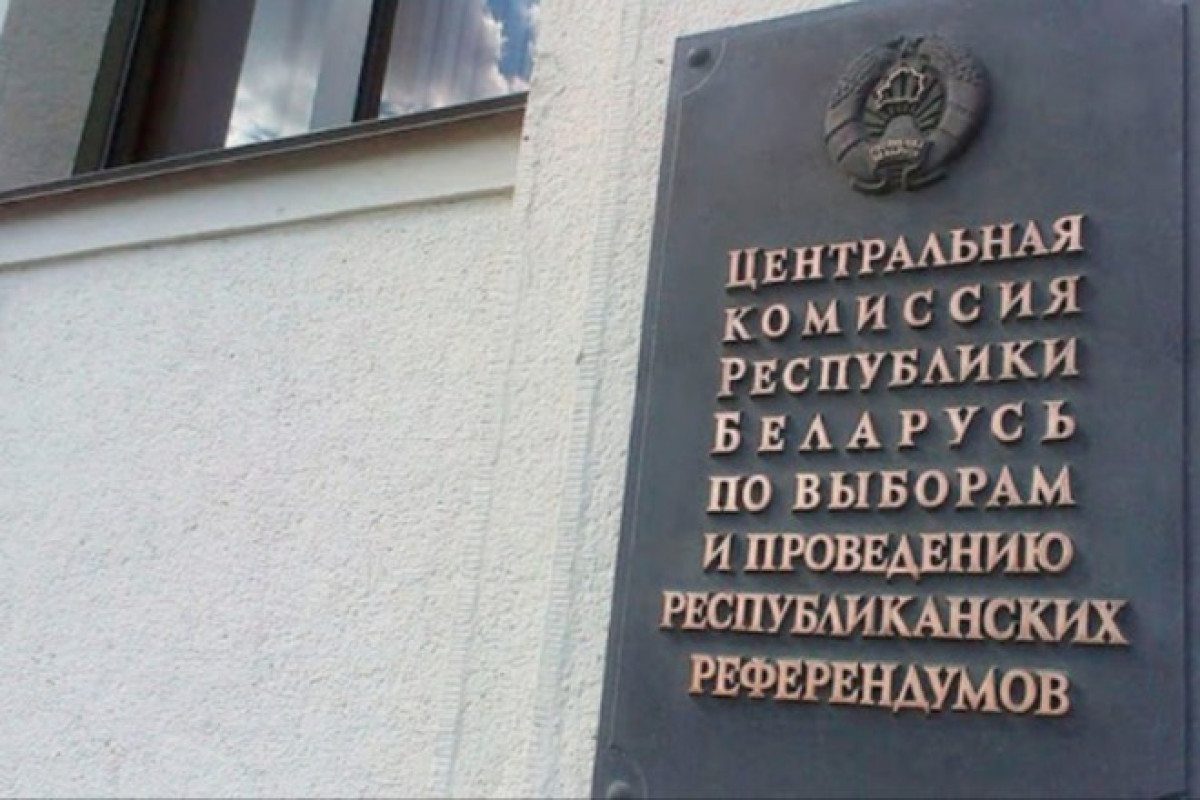 ЦЕНТРАЛЬНАЯ
КОМИССИЯ
РЕСПУБЛИКИ
БЕЛАРУСЬ
ПО ВЫБОРАМ
И ПРОВЕДЕНИЮ
РЕСПУБЛИКАНСКИХ
РЕФЕРЕНДУМОВ